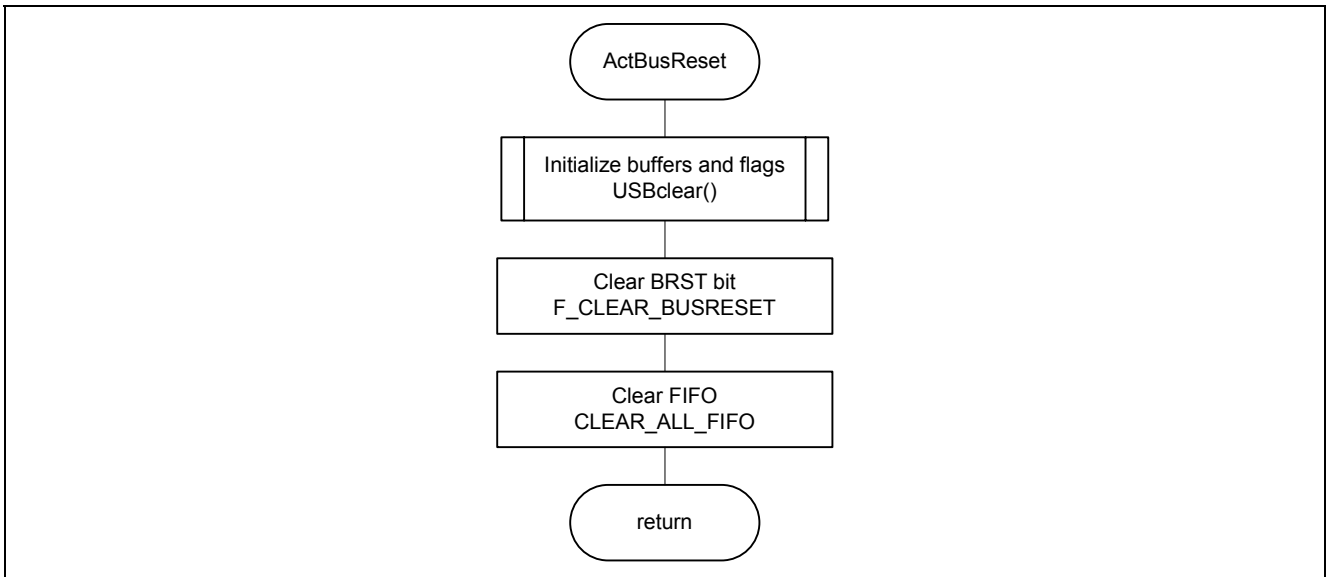 ActBusReset
Initialize buffers and flags
USBclear()
Clear BRST bit
F_CLEAR_BUSRESET
Clear FIFO
CLEAR_ALL_FIFO
return